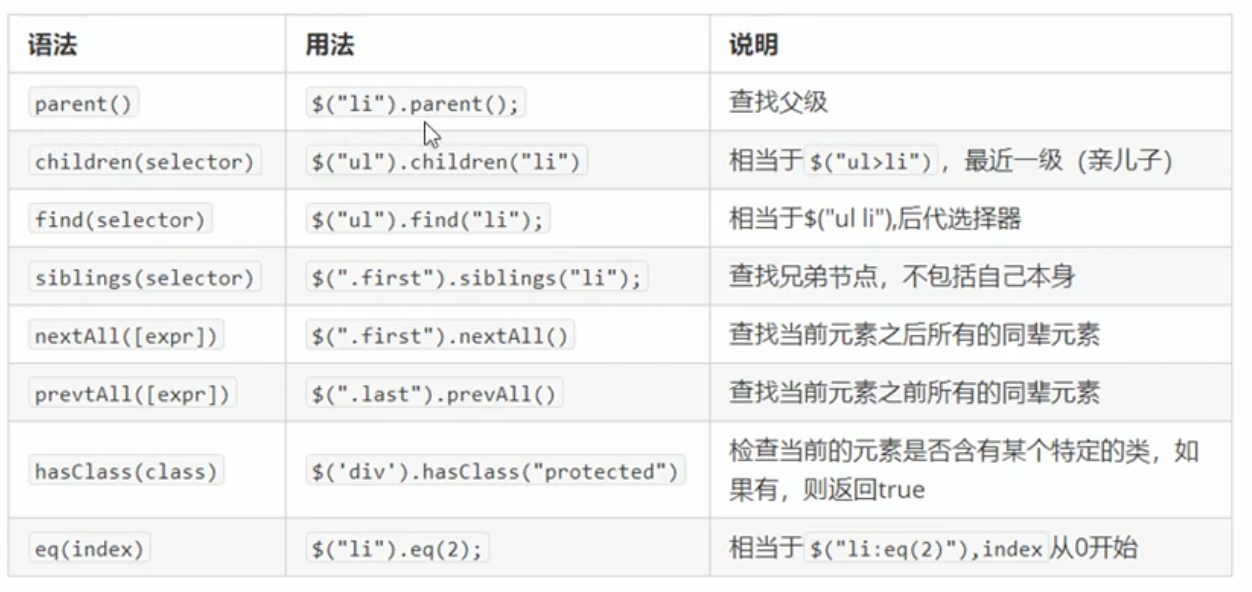 语法 用法 说明
parent() $("li").parent(); 查找父级
children(selector) $("ul").children("li") 相当于$("ul>li")，最近一级（亲儿子）
find(selector) $("ul").find("li"); 相当于$("ul li"),后代选择器
siblings(selector) $(".first").siblings("li"); 查找兄弟节点，不包括自己本身
nextAll([expr]) $(".first").nextAll() 查找当前元素之后所有的同辈元素
prevtAll([expr]) $(".last").prevAll() 查找当前元素之前所有的同辈元素
hasClass(class) $('div').hasClass("protected") 检查当前的元素是否含有某个特定的类，如
果有，则返回true
eq(index) $("li").eq(2); 相当于$("li:eq(2)"),index从0开始